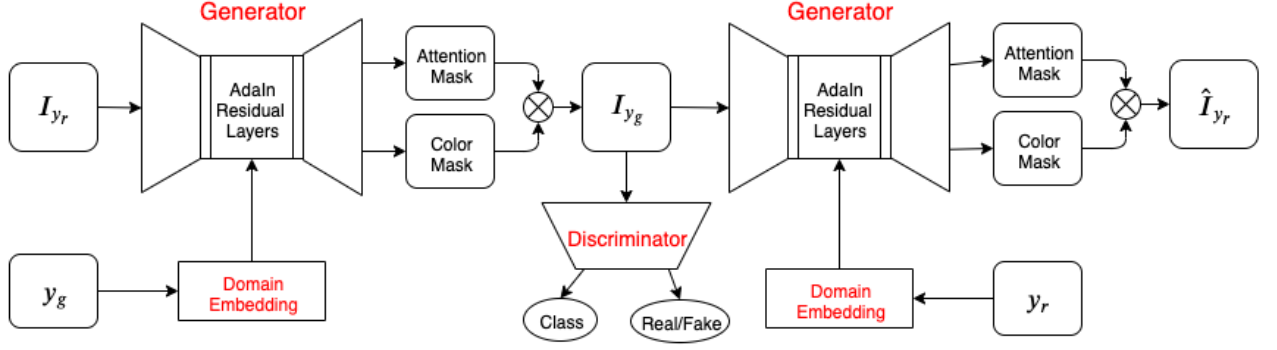 Generator
Generator
I_{y_r}
AdaIn
Residual
Layers
Attention
Mask
Color
Mask
I_{y_g}
AdaIn
Residual
Layers
Attention
Mask
Color
Mask
Î_{y_r}
Discriminator
y_g
Domain
Embedding
Class
Real/Fake
Domain
Embedding
y_r